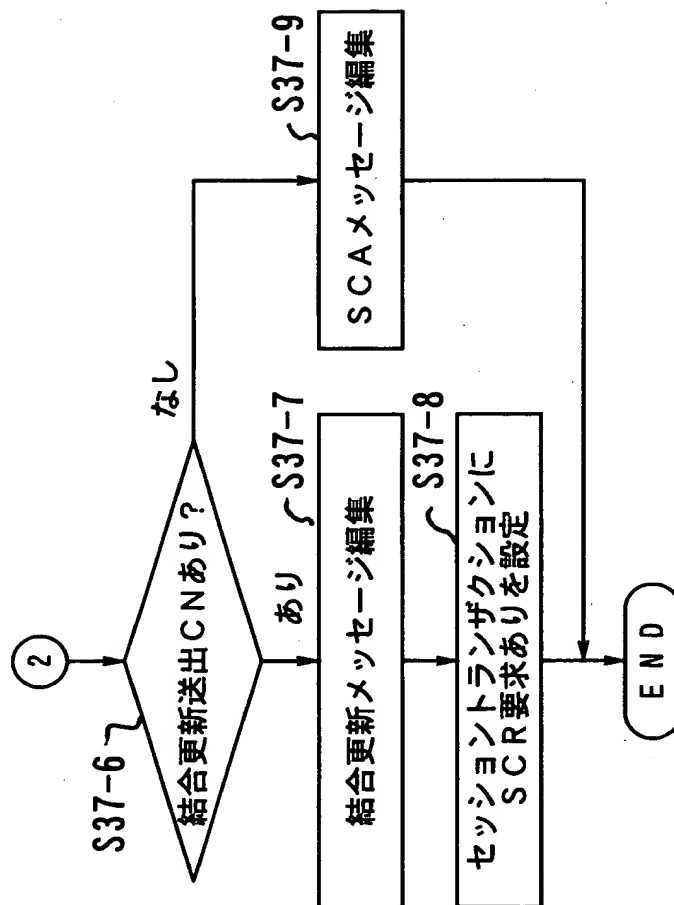 2
S37-6
結合更新送出CNあり？
なし
あり
S37-7
結合更新メッセージ編集
S37-8
セッショントランザクションに
SCR要求ありを設定
S37-9
SCAメッセージ編集
END